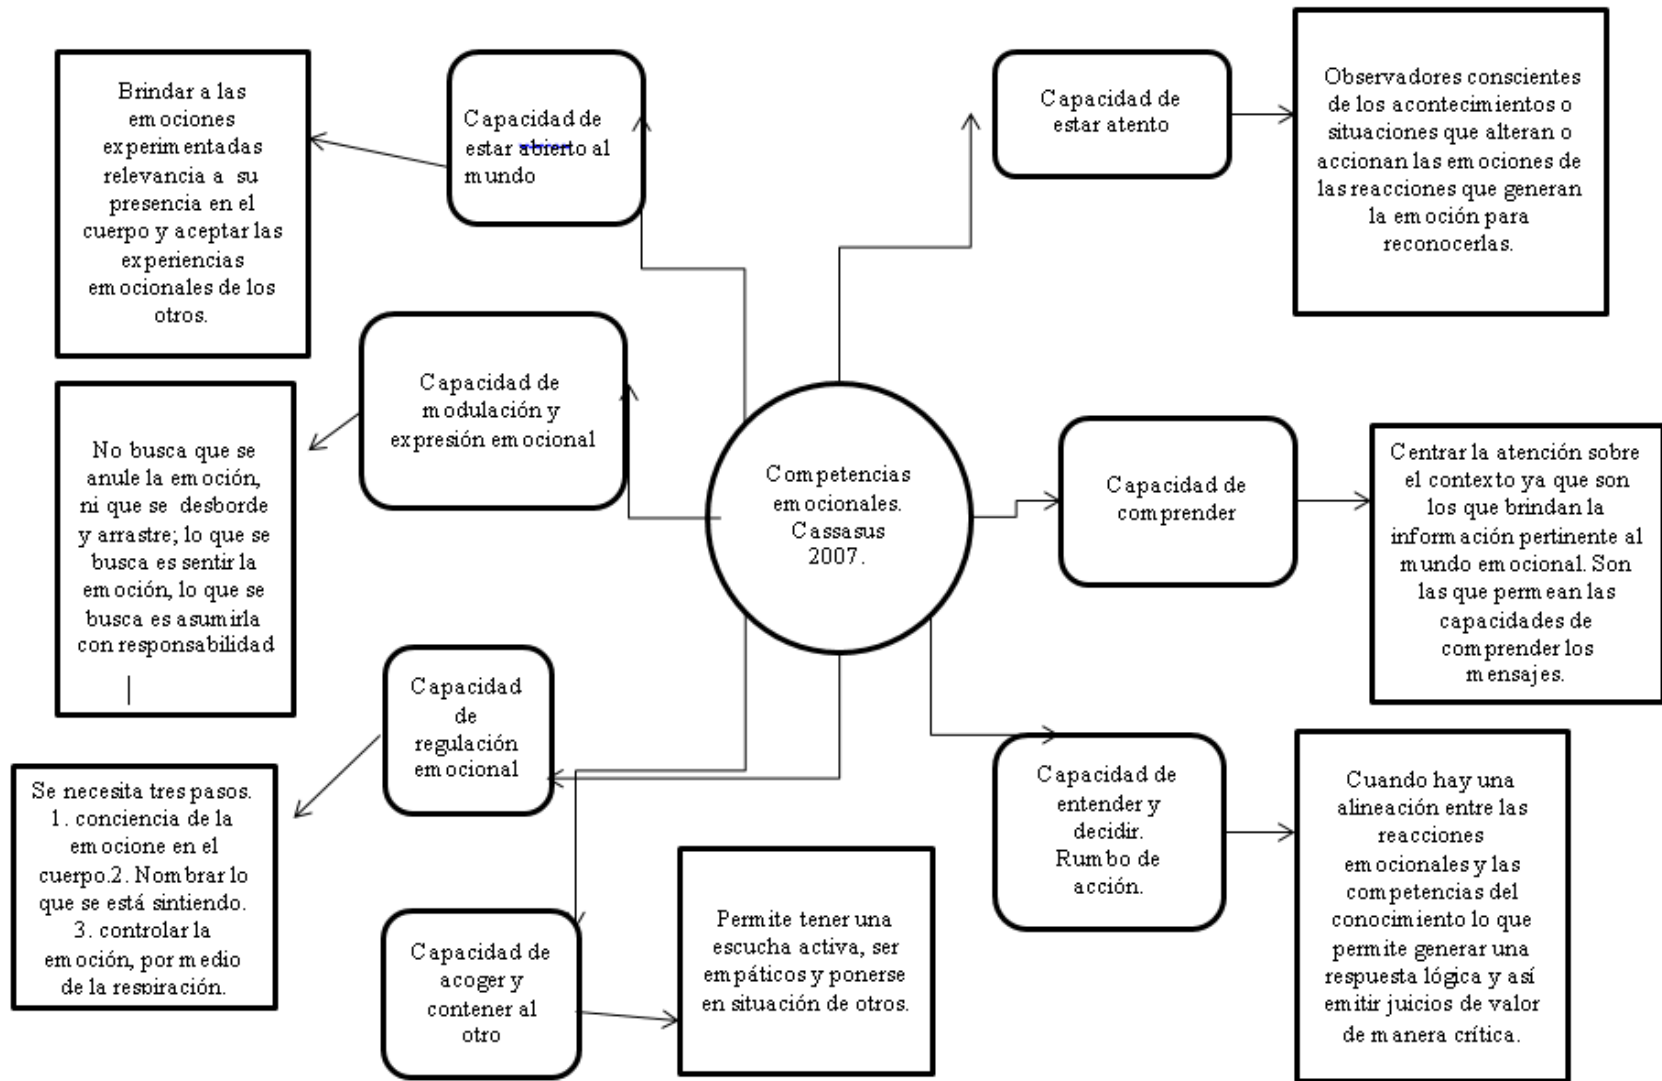 Brindar a las
emociones
experimentadas
relevancia a su
presencia en el
cuerpo y aceptar las
experiencias
emocionales de los
otros.
Capacidad de
estar abierto al
mundo
Capacidad de
estar atento
Observadores conscientes
de los acontecimientos o
situaciones que alteran o
accionan las emociones de
las reacciones que generan
la emoción para
reconocerlas.
No busca que se
anule la emoción,
ni que se desborde
y arrastre; lo que se
busca es sentir la
emoción, lo que se
busca es asumirla
con responsabilidad
Capacidad de
modulación y
expresión emocional
Competencias
emocionales.
Cassasus
2007.
Capacidad de
comprender
Centrar la atención sobre
el contexto ya que son
los que brindan la
información pertinente al
mundo emocional. Son
las que permean las
capacidades de
comprender los
mensajes.
Se necesita tres pasos.
1. conciencia de la
emocione en el
cuerpo.2. Nombrar lo
que se está sintiendo.
3. controlar la
emoción, por medio
de la respiración.
Capacidad
de
regulación
emocional
Capacidad de
entender y
decidir.
Rumbo de
acción.
Cuando hay una
alineación entre las
reacciones
emocionales y las
competencias del
conocimiento lo que
permite generar una
respuesta lógica y así
emitir juicios de valor
de manera crítica.
Capacidad de
acoger y
contener al
otro
Permite tener una
escucha activa, ser
empáticos y ponerse
en situación de otros.